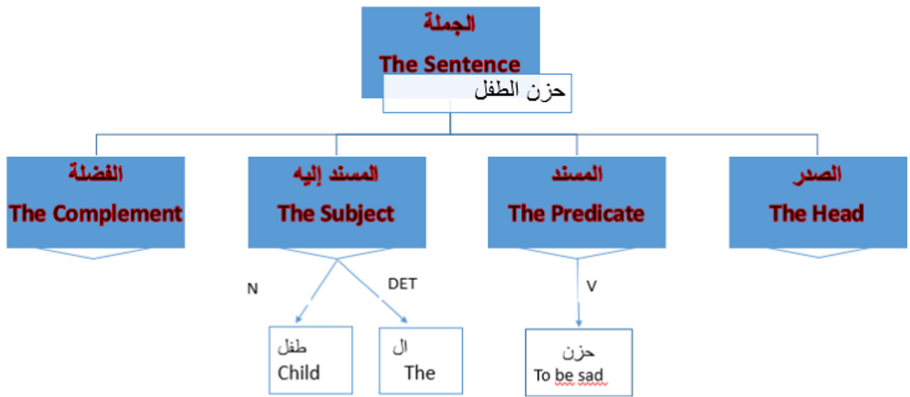 الجملة
The Sentence
حزن الطفل
الفضلة
The Complement
المسند إليه
The Subject
المسند
The Predicate
الصدر
The Head
N
DET
V
طفل
Child
ال
The
حزن
To be sad